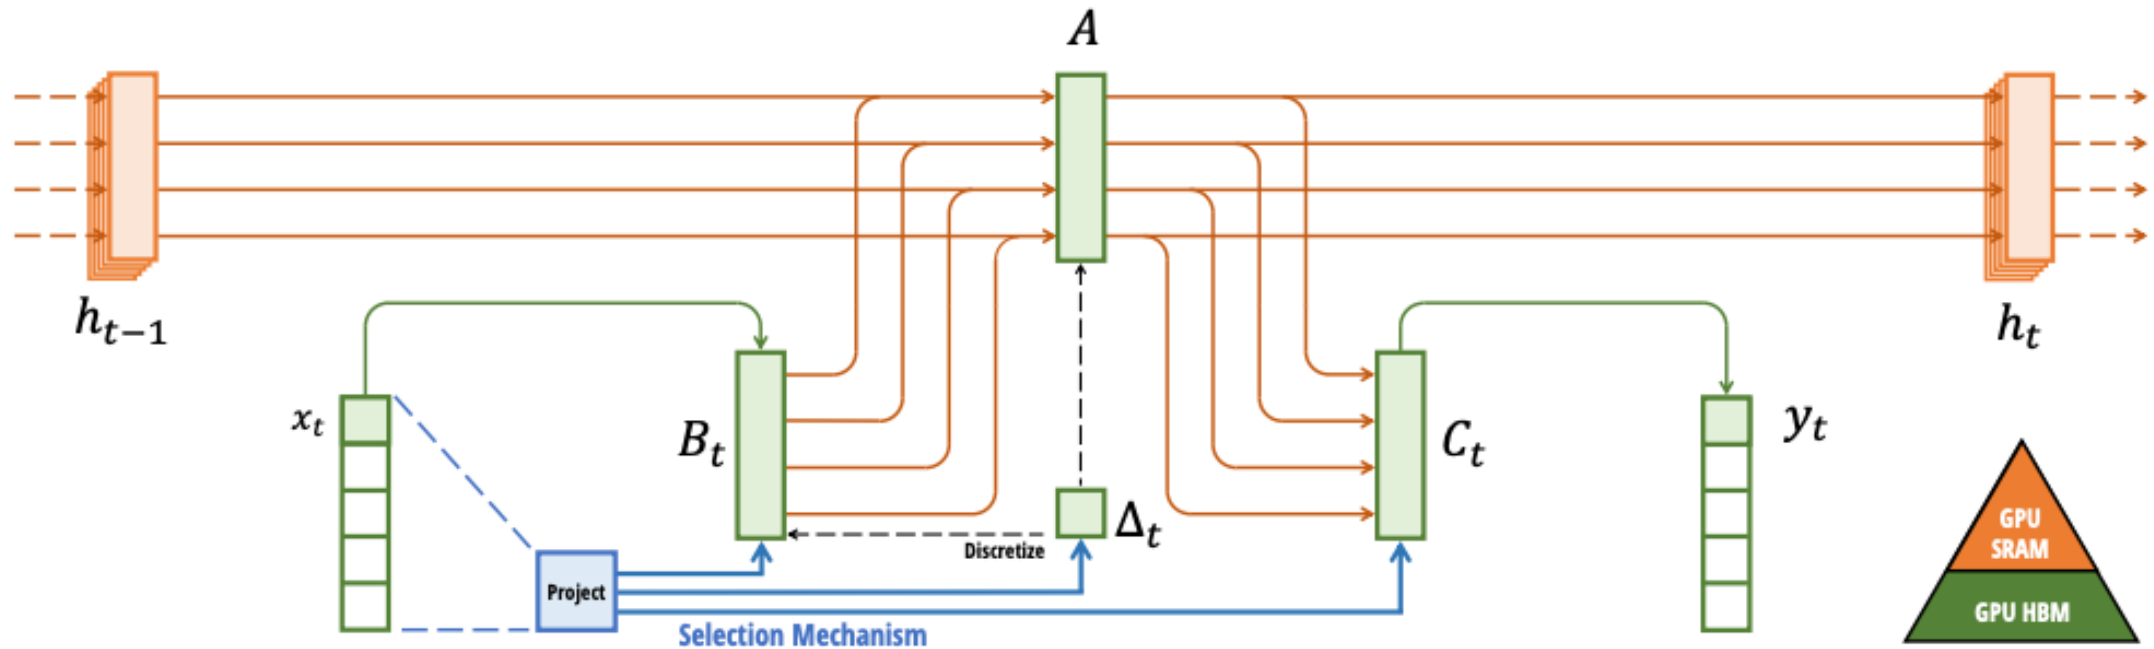 A
h_{t-1}
h_t
x_t
B_t
Δ_t
C_t
y_t
Discretize
Project
Selection Mechanism
GPU
SRAM
GPU HBM